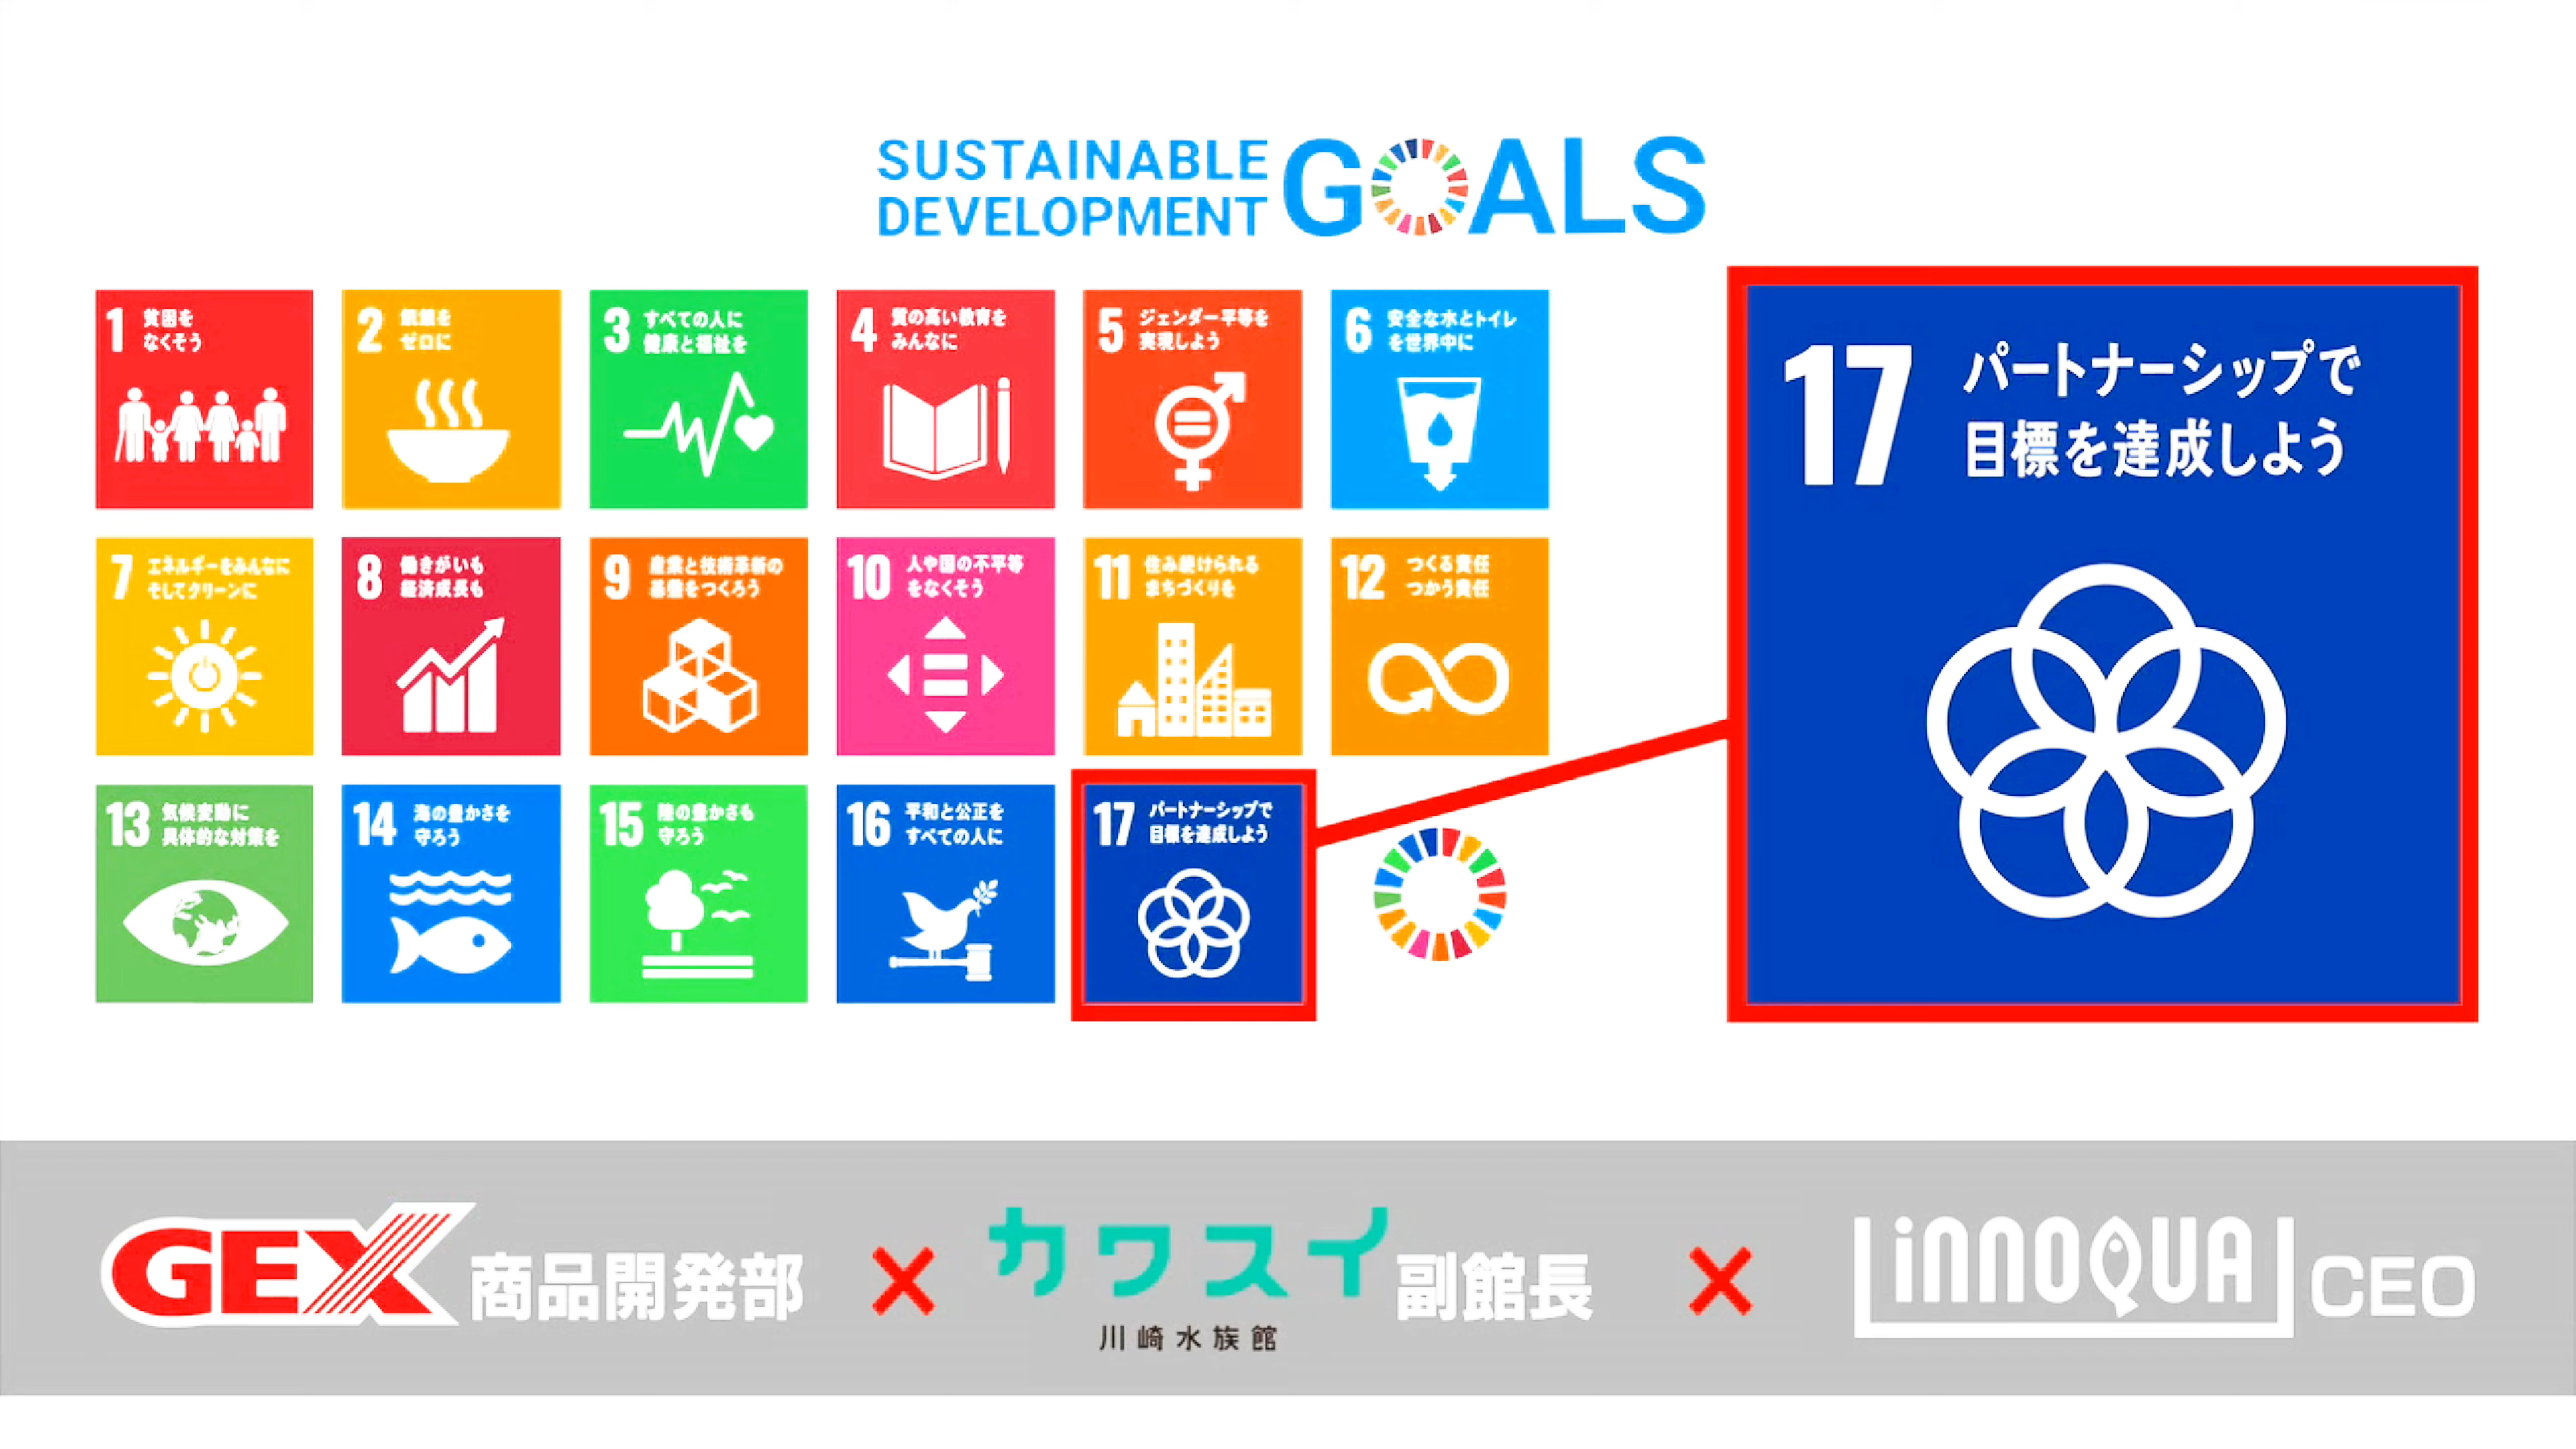 SUSTAINABLE
DEVELOPMENT
GOALS
1 貧困を
なくそう
2 飢餓を
ゼロに
3 すべての人に
健康と福祉を
4 質の高い教育を
みんなに
5 ジェンダー平等を
実現しよう
6 安全な水とトイレ
を世界中に
7 エネルギーをみんなに
そしてクリーンに
8 働きがいも
経済成長も
9 産業と技術革新の
基盤をつくろう
10 人や国の不平等
をなくそう
11 住み続けられる
まちづくりを
12 つくる責任
つかう責任
13 気候変動に
具体的な対策を
14 海の豊かさを
守ろう
15 陸の豊かさも
守ろう
16 平和と公正を
すべての人に
17 パートナーシップで
目標を達成しよう
17 パートナーシップで
目標を達成しよう
GEX 商品開発部 × カワスイ 副館長 × iNNOQUA CEO
川崎水族館